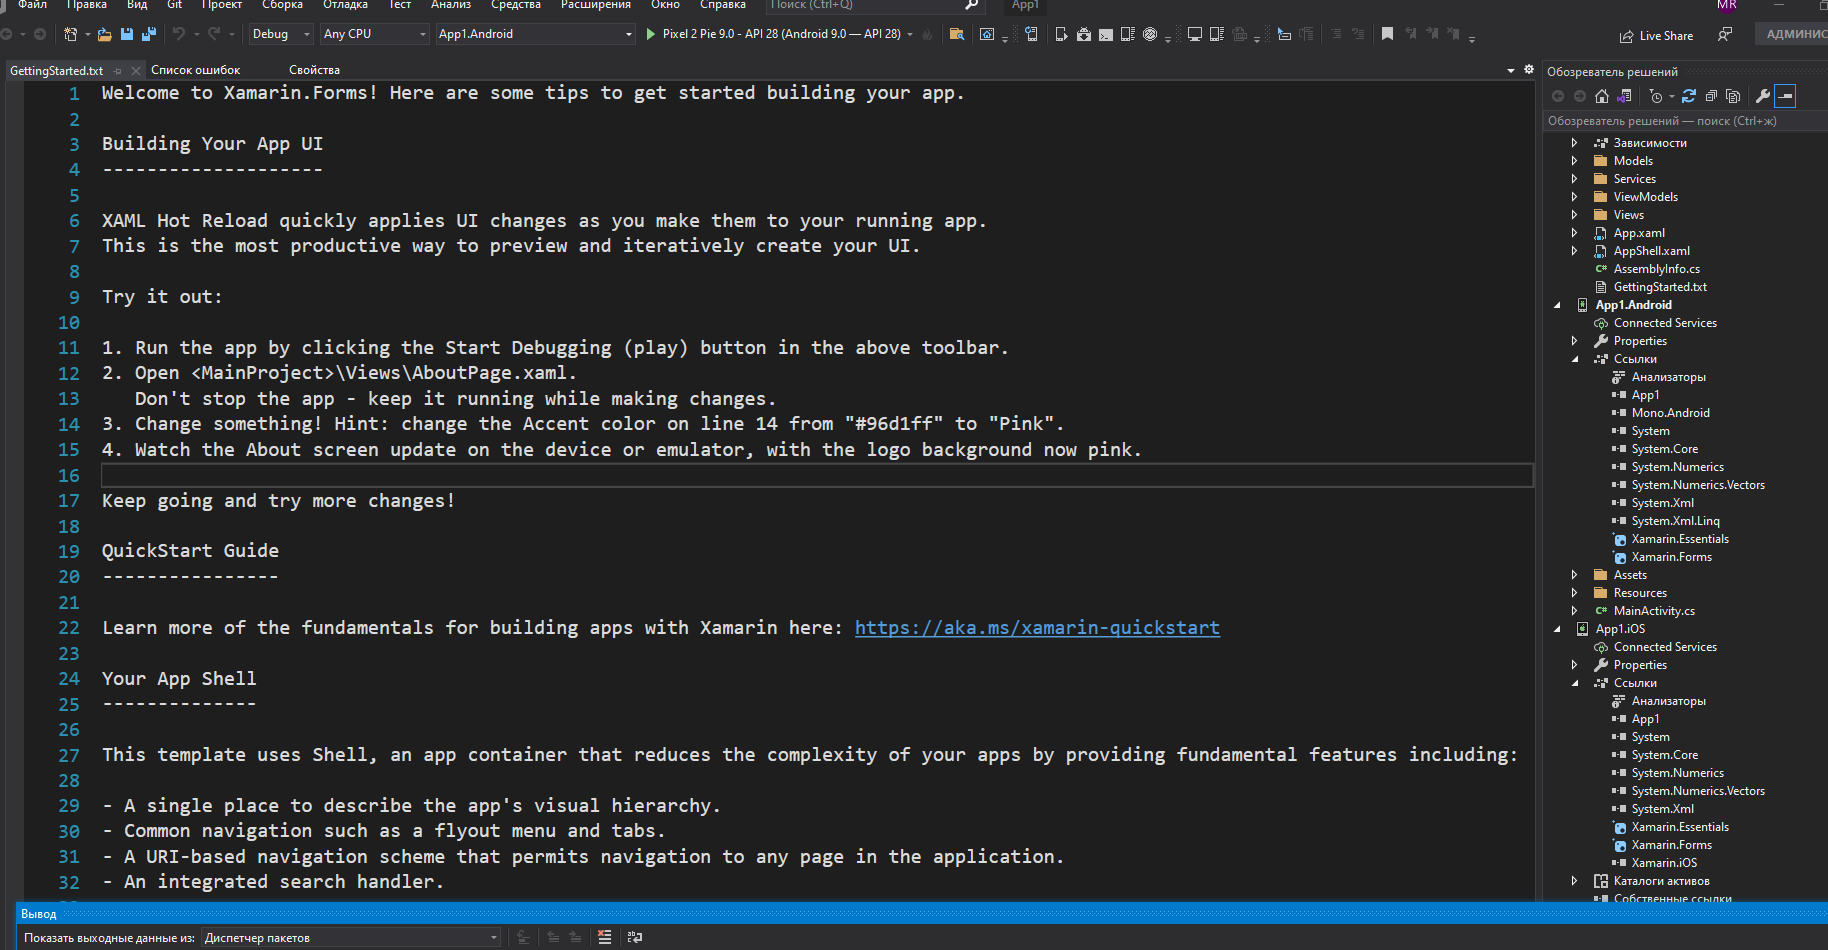 Файл Правка Вид Git Проект Сборка Отладка Тест Анализ Средства Расширения Окно Справка Поиск (Ctrl+Q) App1 MR
Debug Any CPU App1.Android Pixel 2 Pie 9.0 - API 28 (Android 9.0 — API 28) Live Share АДМИНИС
GettingStarted.txt Список ошибок Свойства
1 Welcome to Xamarin.Forms! Here are some tips to get started building your app.
2
3 Building Your App UI
4 --------------------
5
6 XAML Hot Reload quickly applies UI changes as you make them to your running app.
7 This is the most productive way to preview and iteratively create your UI.
8
9 Try it out:
10
11 1. Run the app by clicking the Start Debugging (play) button in the above toolbar.
12 2. Open <MainProject>\Views\AboutPage.xaml.
13 Don't stop the app - keep it running while making changes.
14 3. Change something! Hint: change the Accent color on line 14 from "#96d1ff" to "Pink".
15 4. Watch the About screen update on the device or emulator, with the logo background now pink.
16
17 Keep going and try more changes!
18
19 QuickStart Guide
20 ----------------
21
22 Learn more of the fundamentals for building apps with Xamarin here: https://aka.ms/xamarin-quickstart
23
24 Your App Shell
25 --------------
26
27 This template uses Shell, an app container that reduces the complexity of your apps by providing fundamental features including:
28
29 - A single place to describe the app's visual hierarchy.
30 - Common navigation such as a flyout menu and tabs.
31 - A URI-based navigation scheme that permits navigation to any page in the application.
32 - An integrated search handler.
Обозреватель решений
Обозреватель решений — поиск (Ctrl+ж)
Зависимости
Models
Services
ViewModels
Views
App.xaml
AppShell.xaml
C# AssemblyInfo.cs
GettingStarted.txt
App1.Android
Connected Services
Properties
Ссылки
Анализаторы
App1
Mono.Android
System
System.Core
System.Numerics
System.Numerics.Vectors
System.Xml
System.Xml.Linq
Xamarin.Essentials
Xamarin.Forms
Assets
Resources
C# MainActivity.cs
App1.iOS
Connected Services
Properties
Ссылки
Анализаторы
App1
System
System.Core
System.Numerics
System.Numerics.Vectors
System.Xml
Xamarin.Essentials
Xamarin.Forms
Xamarin.iOS
Каталоги активов
Собственные ссылки
Вывод
Показать выходные данные из: Диспетчер пакетов